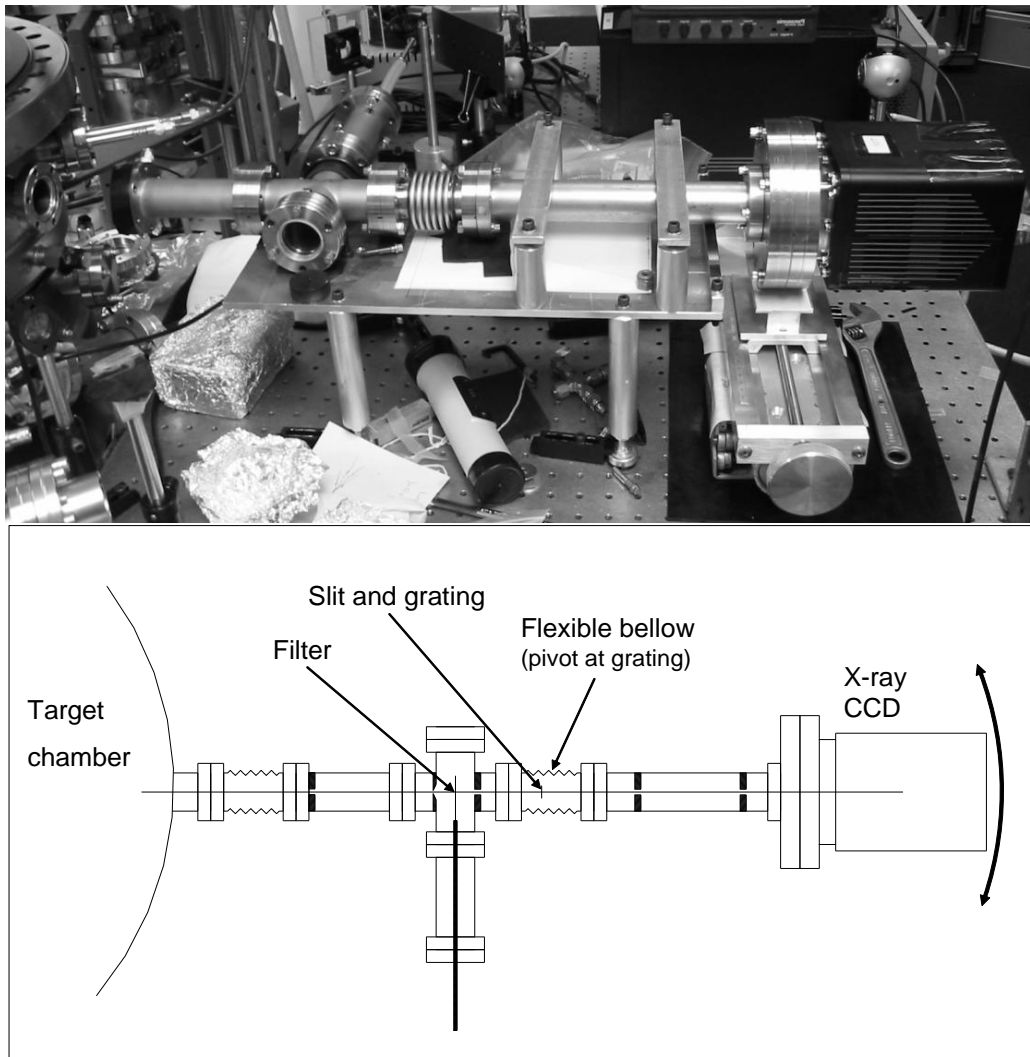 Slit and grating
Flexible bellow
(pivot at grating)
Filter
X-ray
CCD
Target
chamber